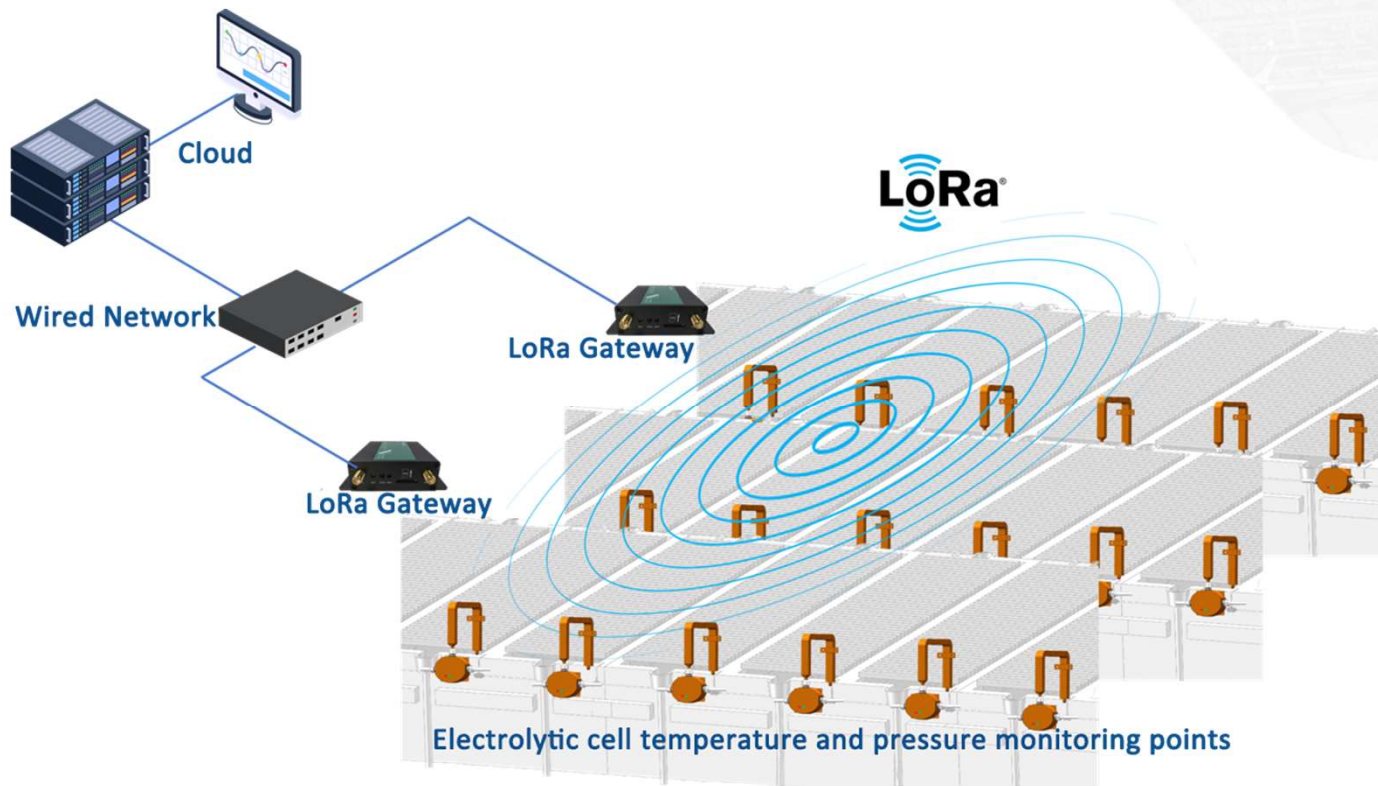 Cloud
LoRa®
Wired Network
LoRa Gateway
LoRa Gateway
Electrolytic cell temperature and pressure monitoring points